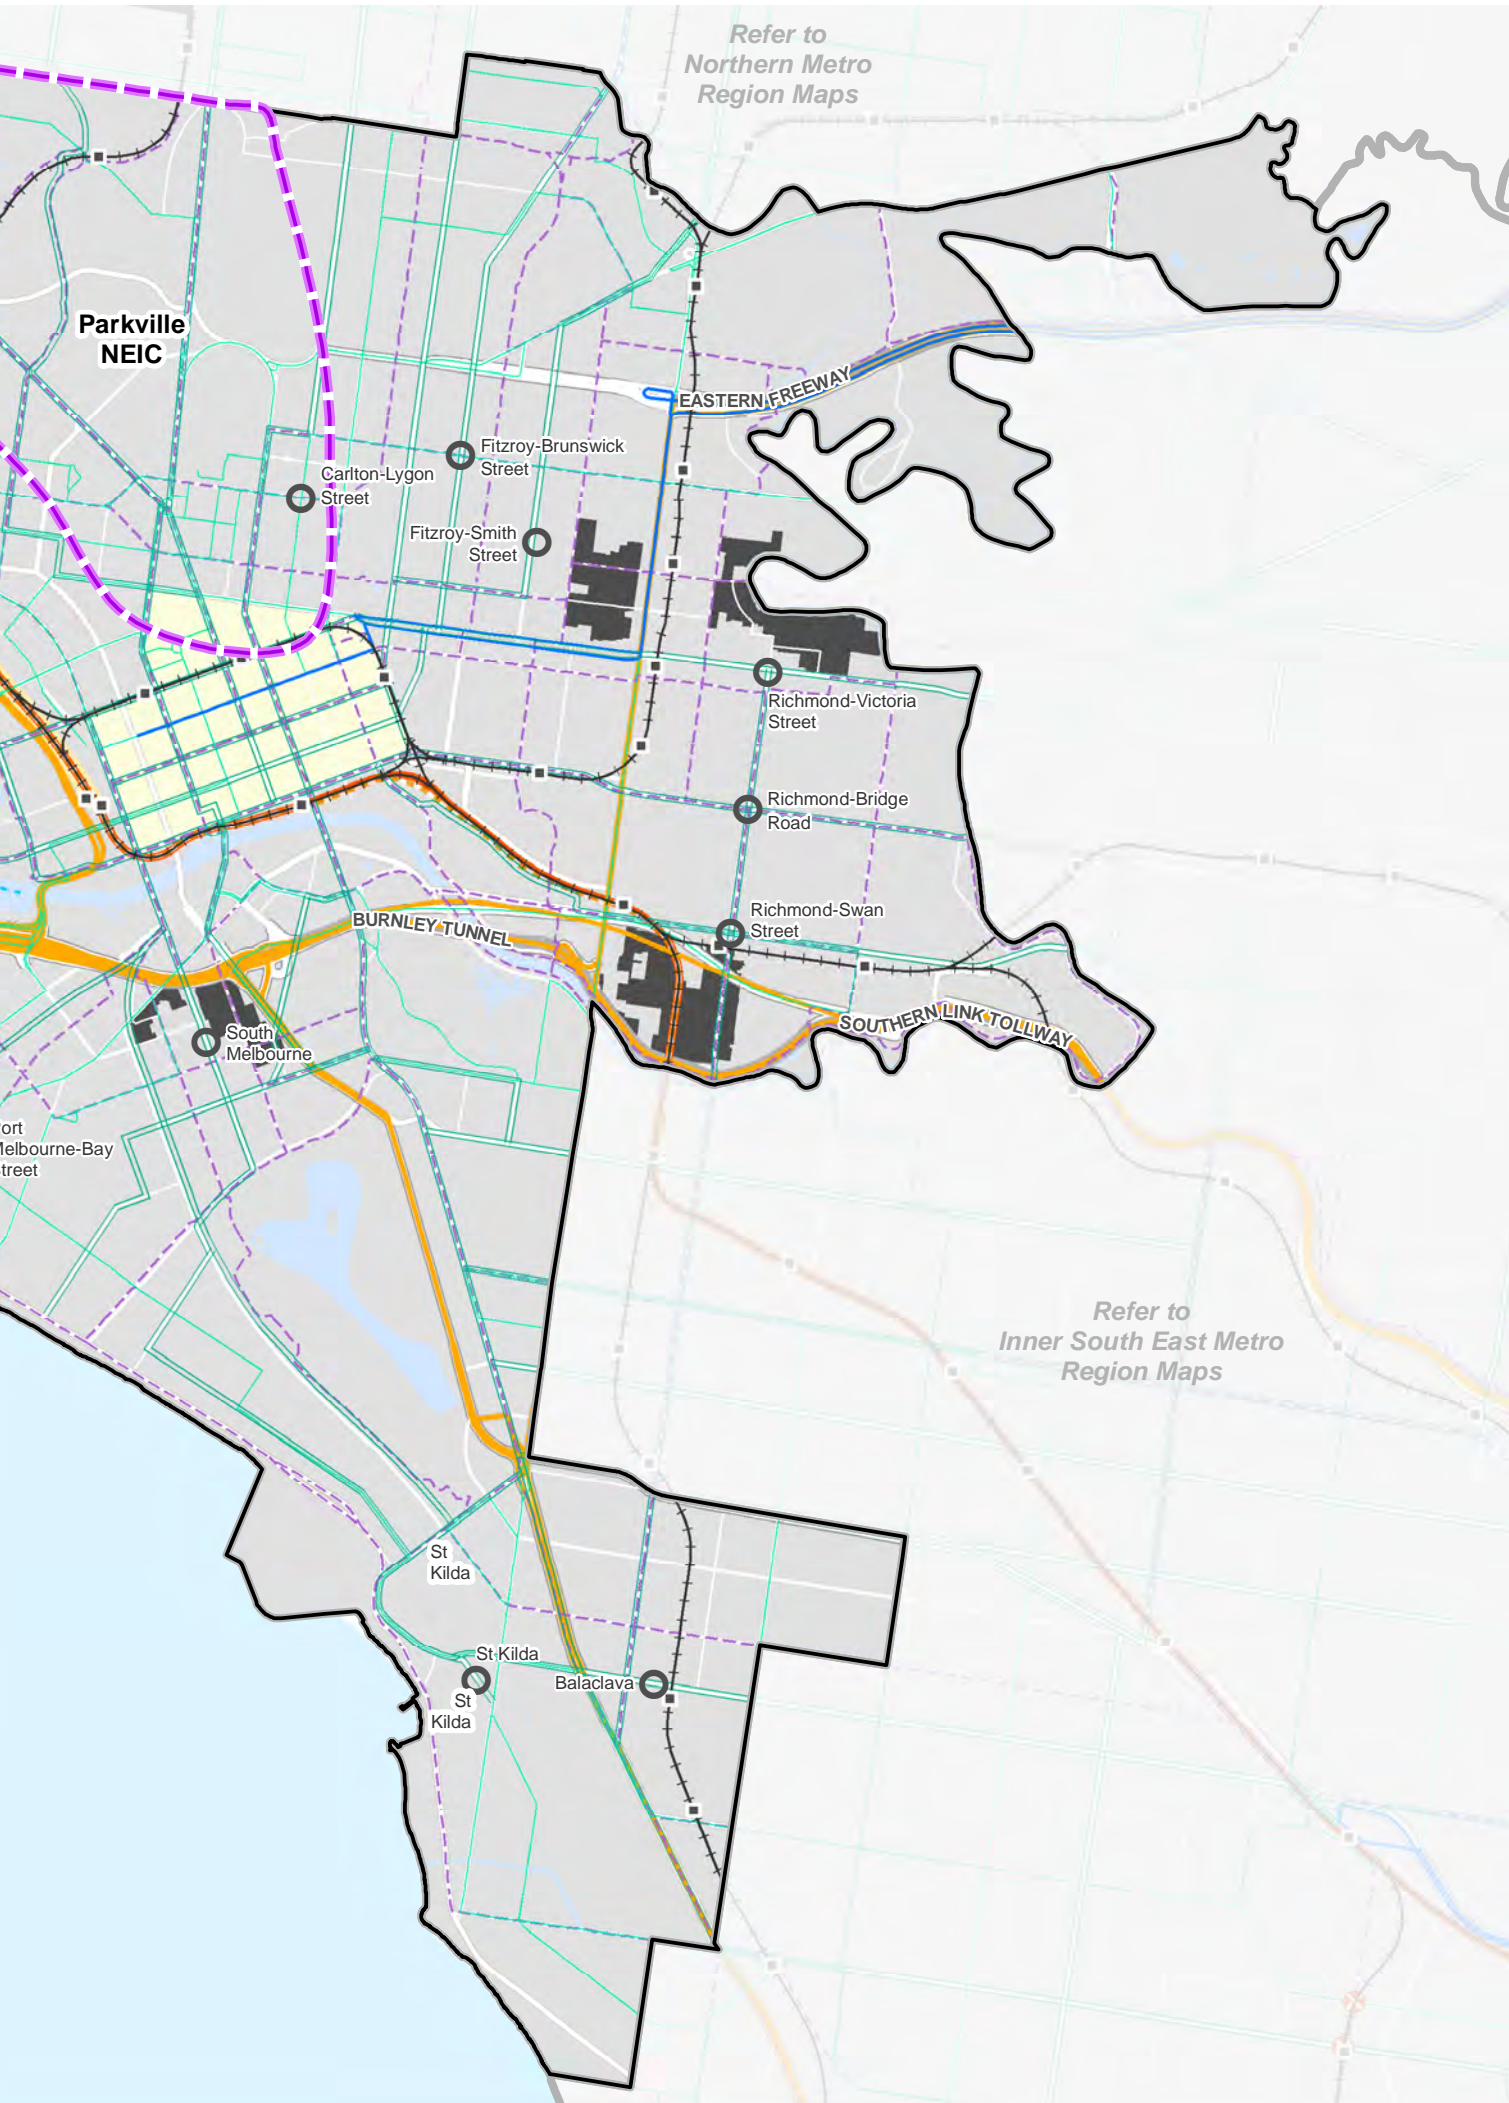 Refer to
Northern Metro
Region Maps
Parkville
NEIC
EASTERN FREEWAY
Fitzroy-Brunswick
Street
Carlton-Lygon
Street
Fitzroy-Smith
Street
Richmond-Victoria
Street
Richmond-Bridge
Road
Richmond-Swan
Street
BURNLEY TUNNEL
SOUTHERN LINK TOLLWAY
South
Melbourne
ort
Melbourne-Bay
treet
Refer to
Inner South East Metro
Region Maps
St
Kilda
St Kilda
Balaclava
St
Kilda